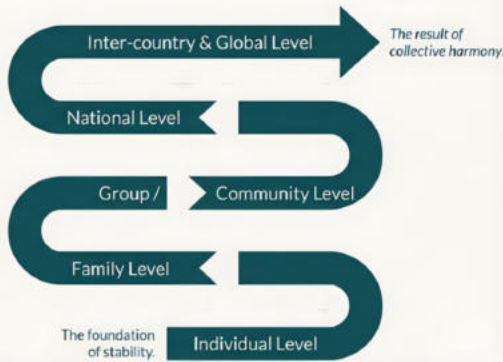 Inter-country & Global Level
The result of
collective harmony.
National Level
Group / Community Level
Family Level
The foundation
of stability.
Individual Level